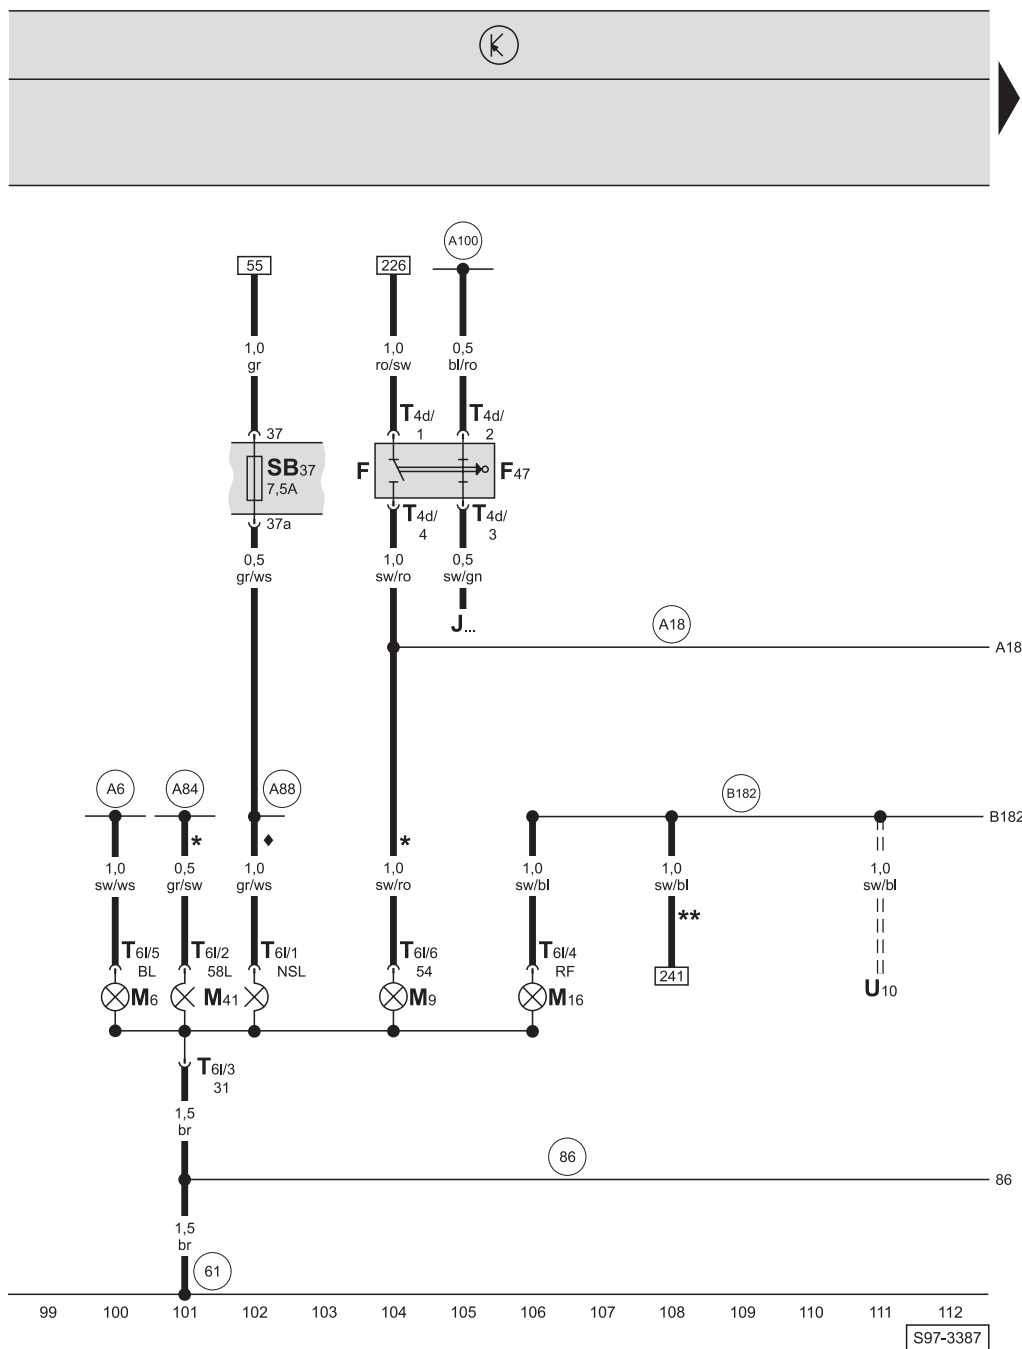 A100
55
226
1,0
gr
1,0
ro/sw
0,5
bl/ro
T4d/
1
T4d/
2
37
SB37
7,5A
F
F47
37a
T4d/
4
T4d/
3
0,5
gr/ws
1,0
sw/ro
0,5
sw/gn
J...
A18
A18
A6
A84
A88
B182
B182
*
♦
*
1,0
sw/ws
0,5
gr/sw
1,0
gr/ws
1,0
sw/ro
1,0
sw/bl
1,0
sw/bl
1,0
sw/bl
**
T6l/5
BL
T6l/2
58L
T6l/1
NSL
T6l/6
54
T6l/4
RF
241
U10
M6
M41
M9
M16
T6l/3
31
1,5
br
86
86
1,5
br
61
99 100 101 102 103 104 105 106 107 108 109 110 111 112
S97-3387